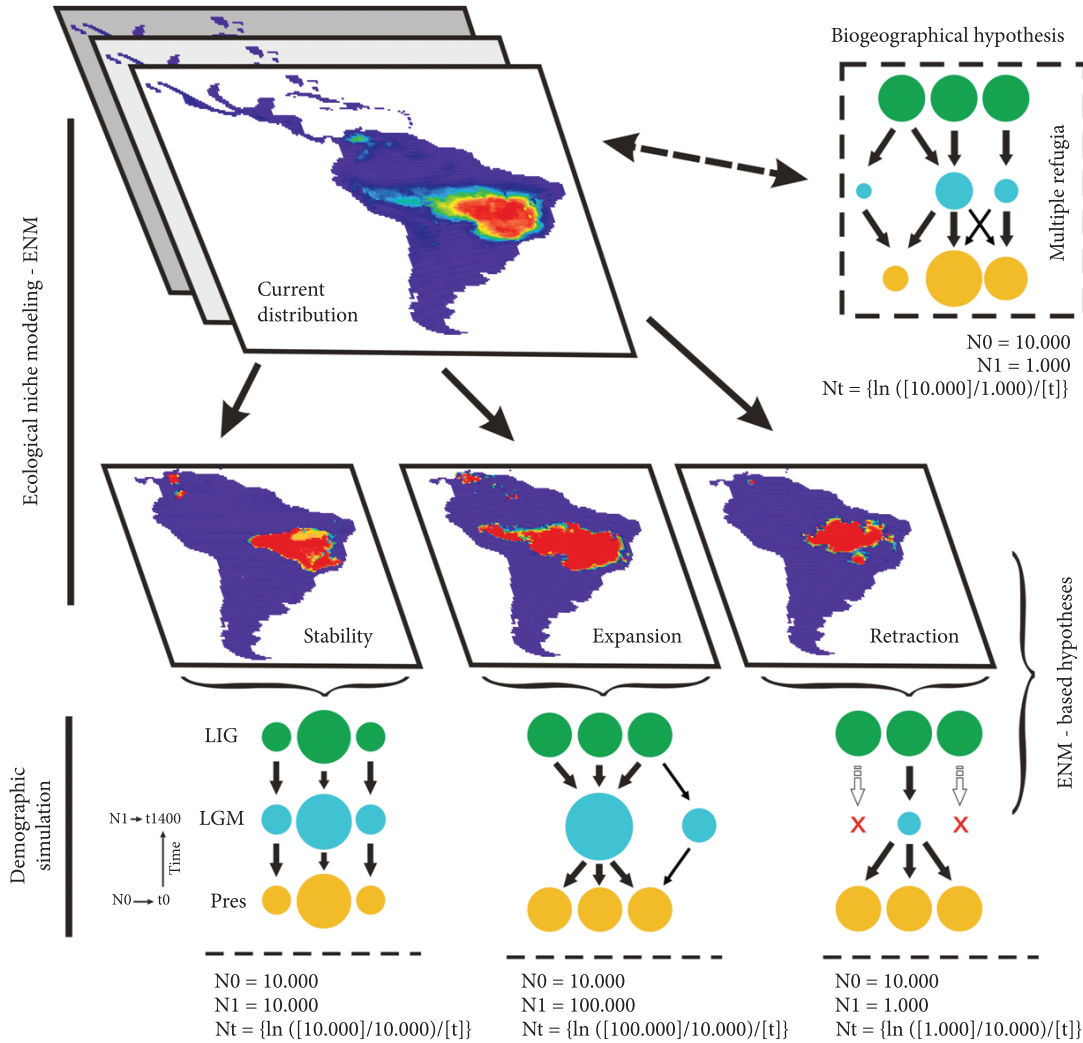 Biogeographical hypothesis
Multiple refugia
N0 = 10.000
N1 = 1.000
Nt = {ln ([10.000]/1.000)/[t]}
Ecological niche modeling - ENM
Current
distribution
Stability
Expansion
Retraction
ENM - based hypotheses
Demographic
simulation
LIG
LGM
Pres
N1 → t1400
Time
N0 → t0
X
X
N0 = 10.000
N1 = 10.000
Nt = {ln ([10.000]/10.000)/[t]}
N0 = 10.000
N1 = 100.000
Nt = {ln ([100.000]/10.000)/[t]}
N0 = 10.000
N1 = 1.000
Nt = {ln ([1.000]/10.000)/[t]}